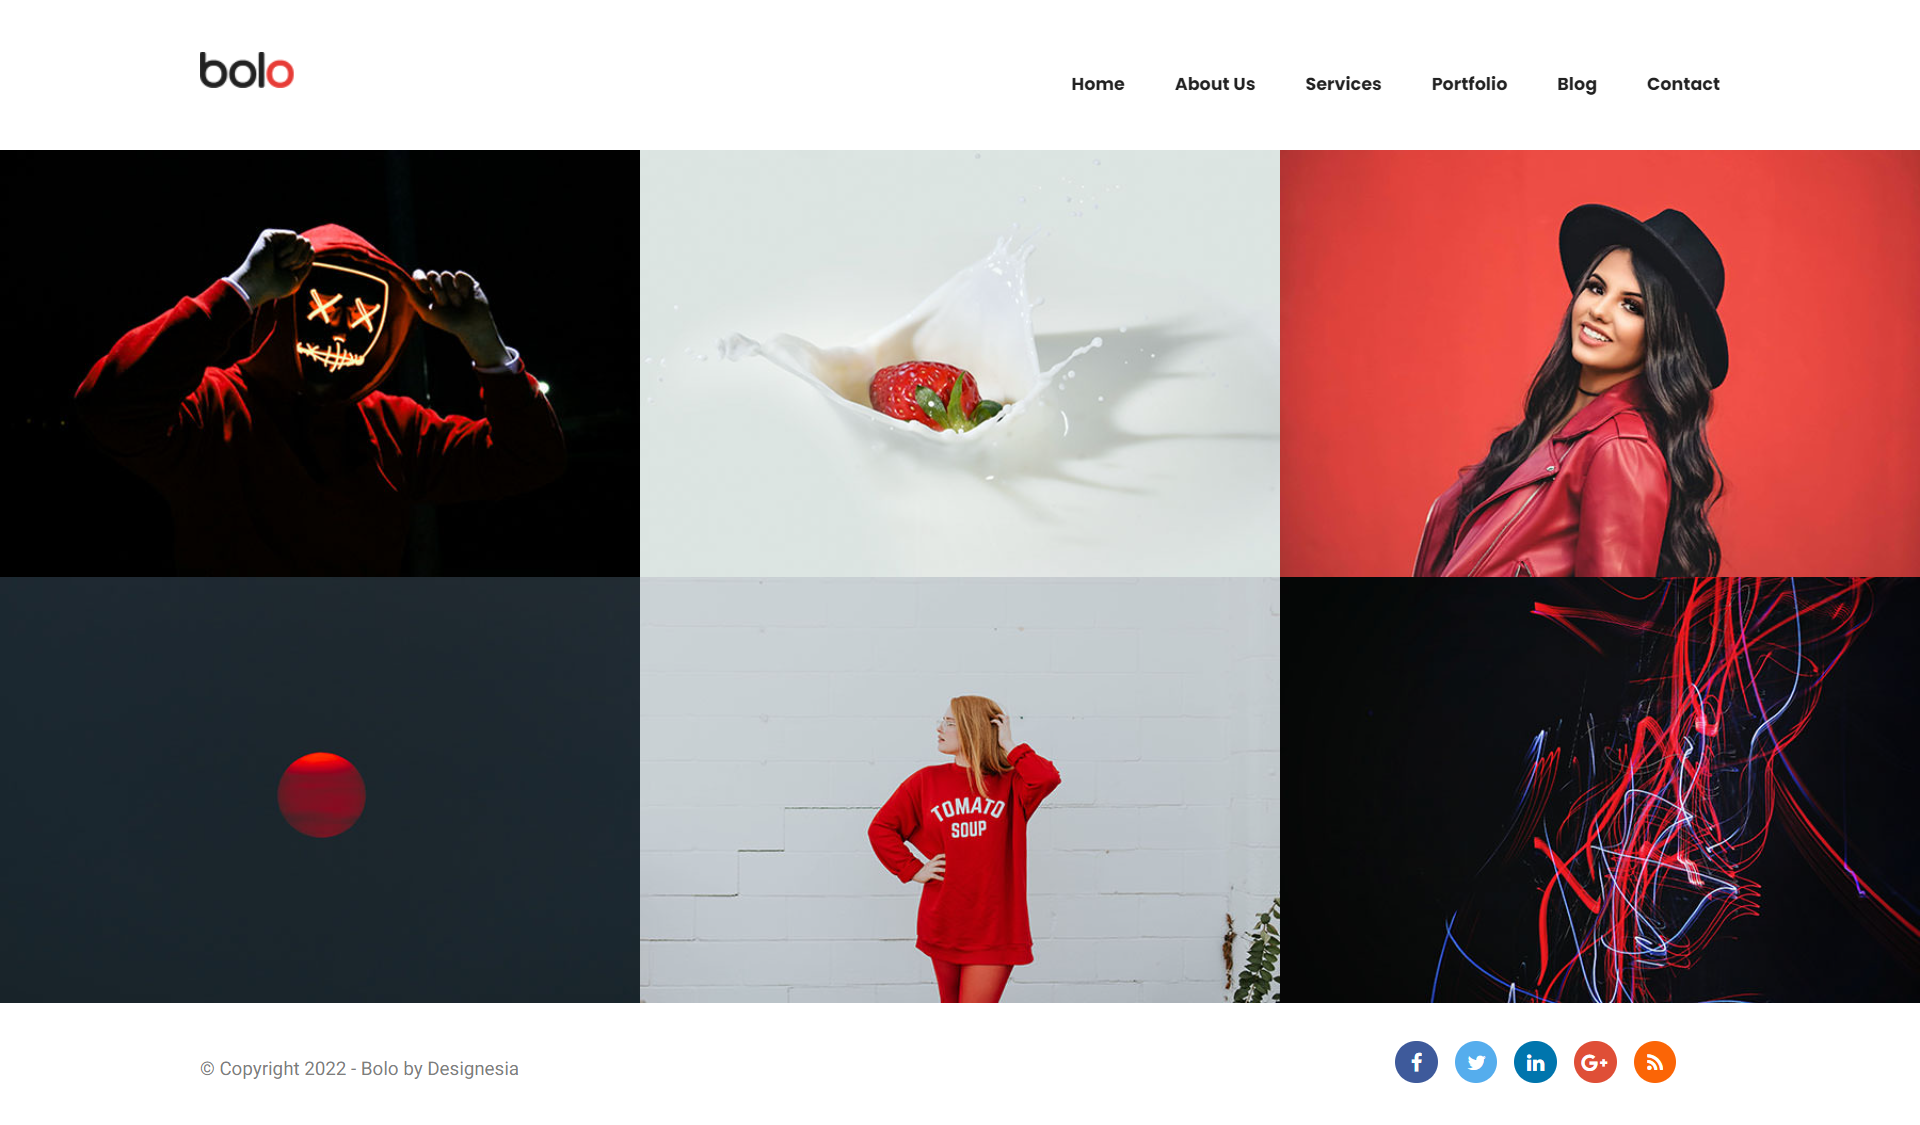 bolo
Home About Us Services Portfolio Blog Contact
TOMATO
SOUP
© Copyright 2022 - Bolo by Designesia
f in G+